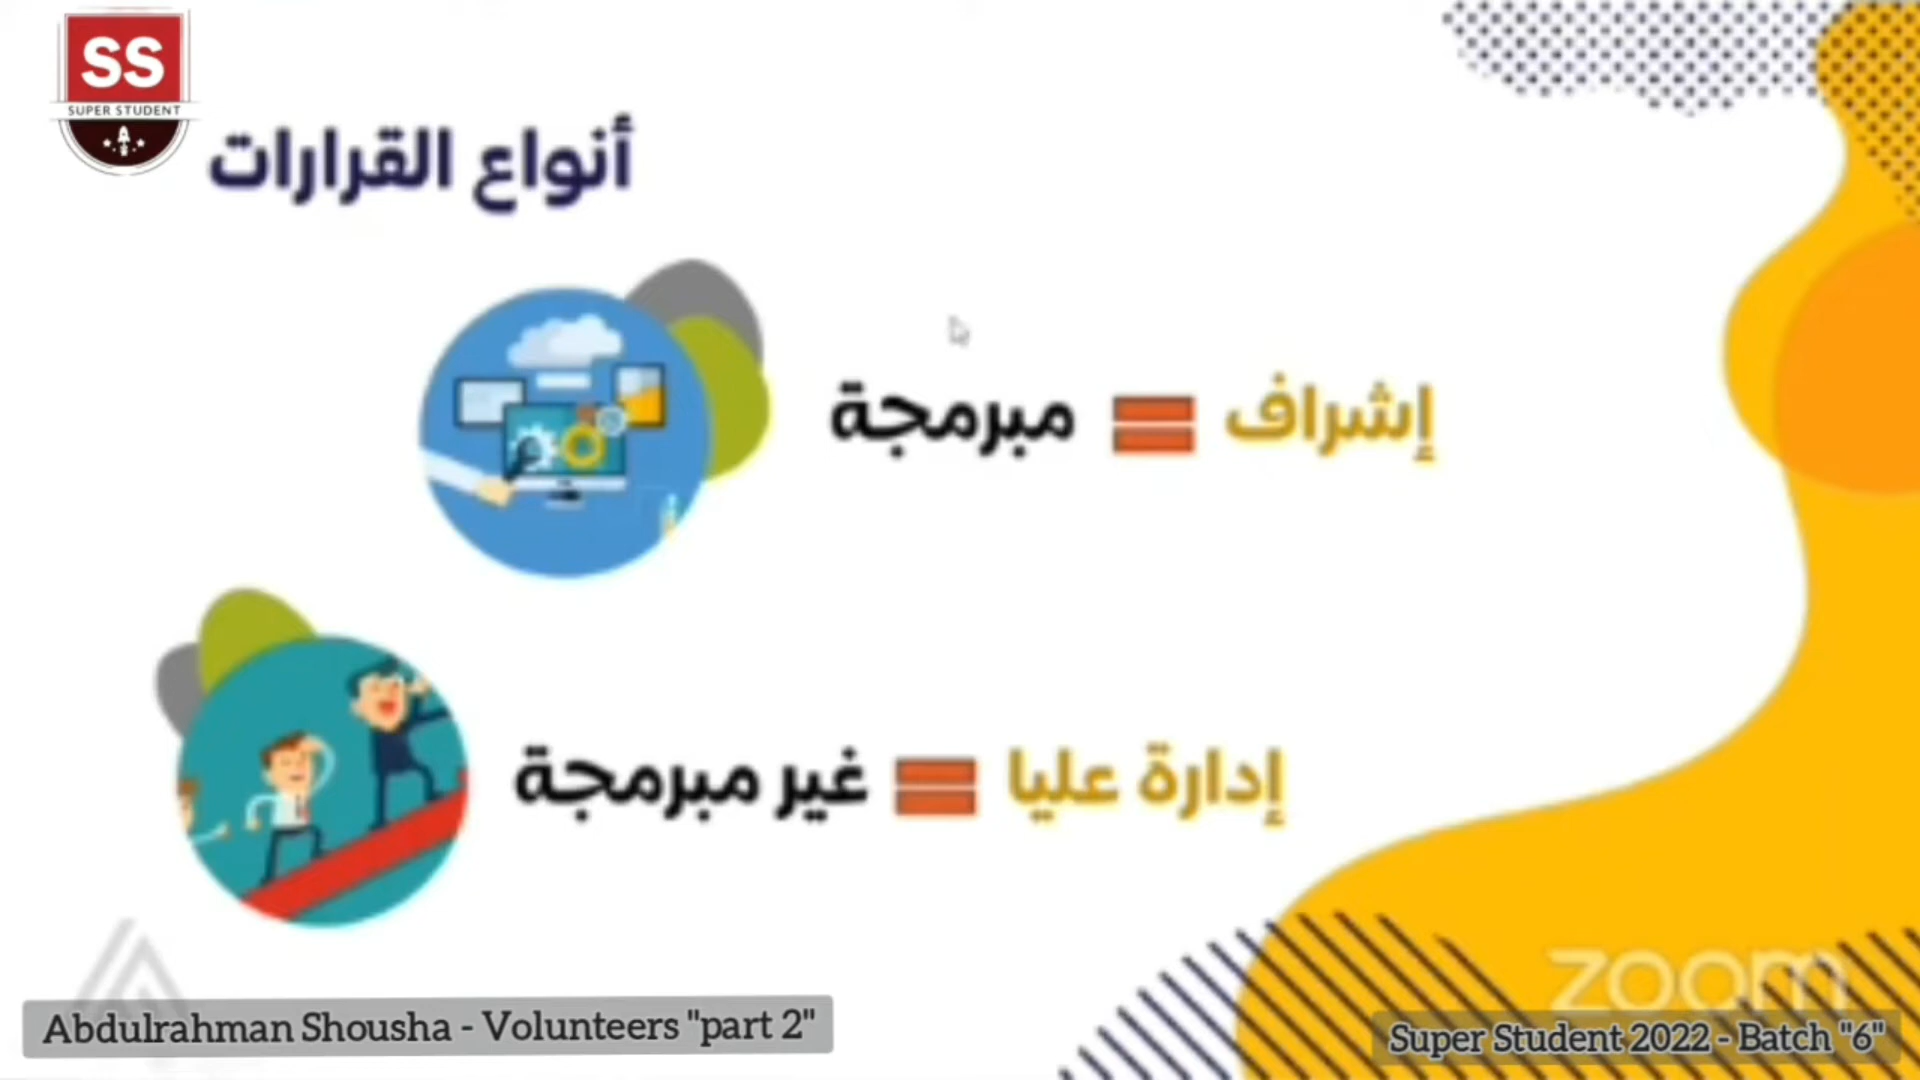 SS
SUPER STUDENT
أنواع القرارات
إشراف = مبرمجة
إدارة عليا = غير مبرمجة
zoom
Abdulrahman Shousha - Volunteers "part 2"
Super Student 2022 - Batch "6"